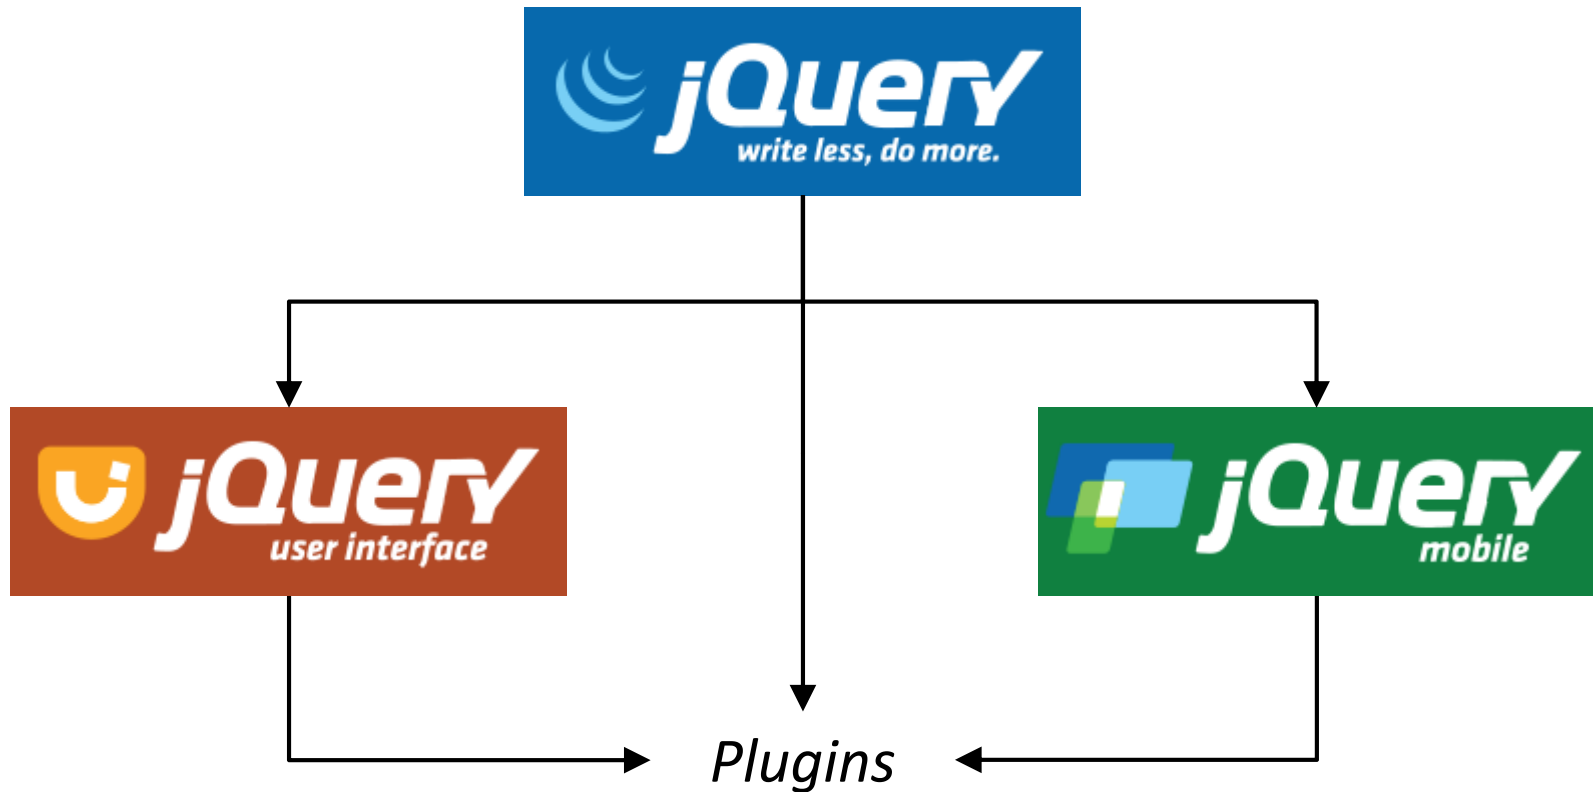 jQuery
write less, do more.
jQuery
user interface
jQuery
mobile
Plugins